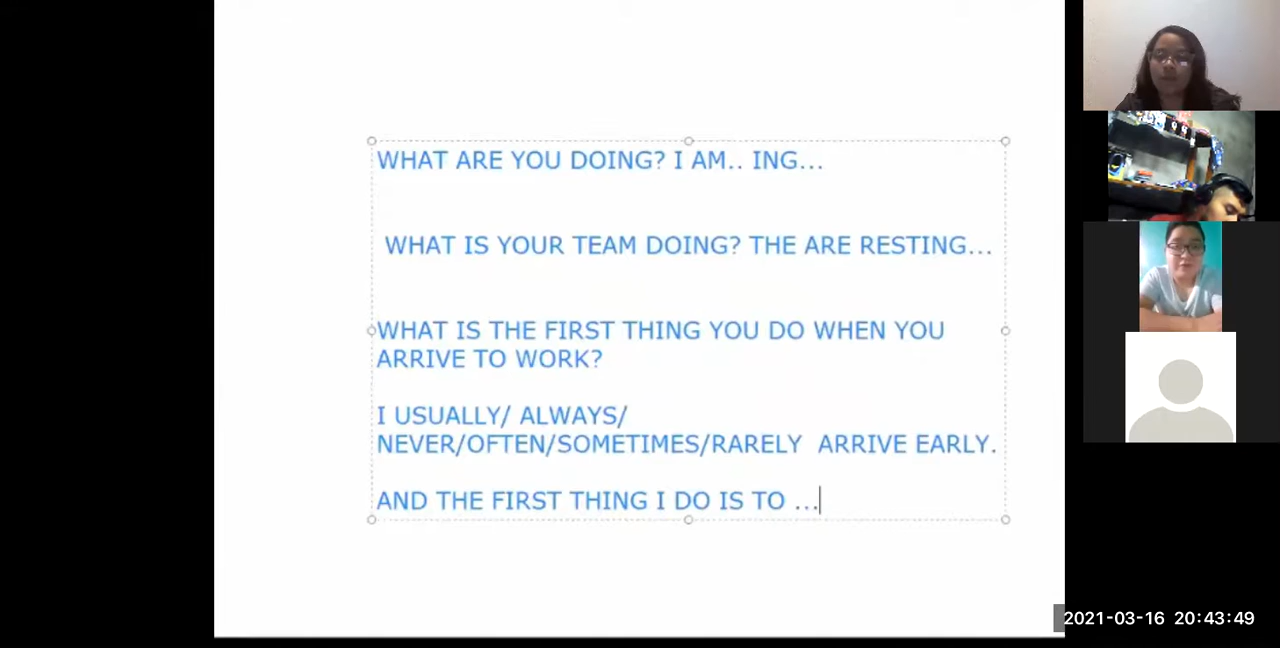 WHAT ARE YOU DOING? I AM.. ING...
WHAT IS YOUR TEAM DOING? THE ARE RESTING...
WHAT IS THE FIRST THING YOU DO WHEN YOU
ARRIVE TO WORK?
I USUALLY/ ALWAYS/
NEVER/OFTEN/SOMETIMES/RARELY  ARRIVE EARLY.
AND THE FIRST THING I DO IS TO ...
2021-03-16 20:43:49